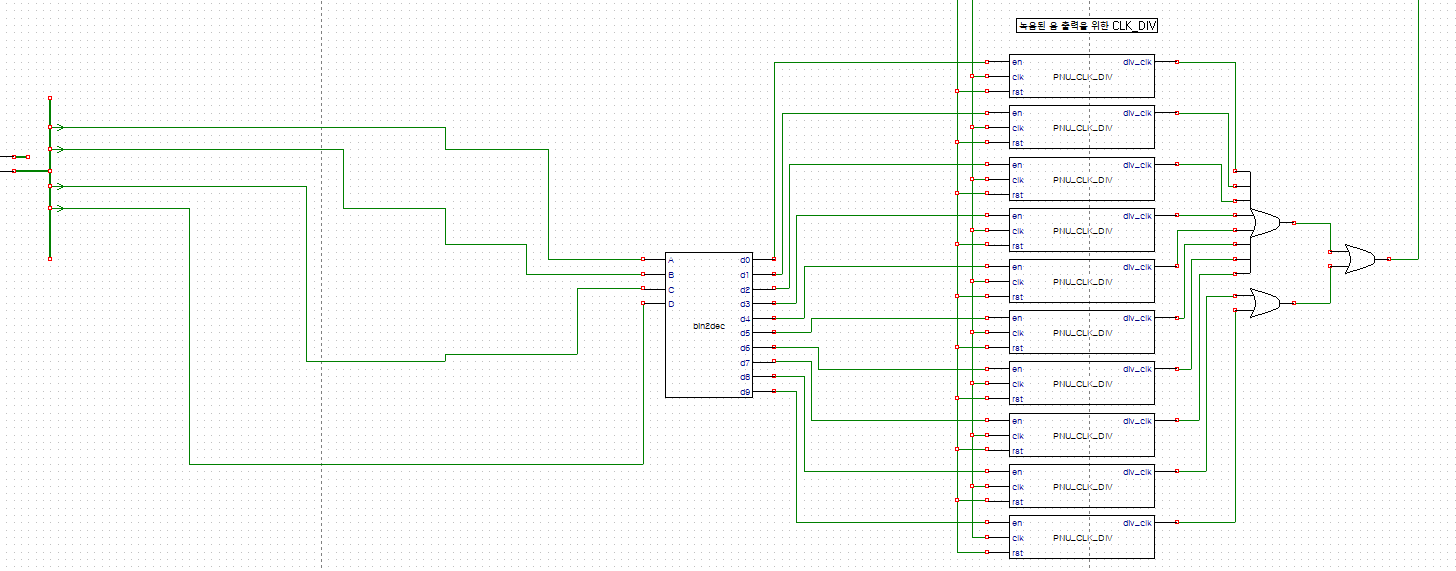 녹음된 음 출력을 위한 CLK_DIV
en div_clk
clk PNU_CLK_DIV
rst
en div_clk
clk PNU_CLK_DIV
rst
en div_clk
clk PNU_CLK_DIV
rst
en div_clk
clk PNU_CLK_DIV
rst
en div_clk
clk PNU_CLK_DIV
rst
en div_clk
clk PNU_CLK_DIV
rst
en div_clk
clk PNU_CLK_DIV
rst
en div_clk
clk PNU_CLK_DIV
rst
en div_clk
clk PNU_CLK_DIV
rst
en div_clk
clk PNU_CLK_DIV
rst
A d0
B d1
C d2
D d3
d4
bin2dec
d5
d6
d7
d8
d9